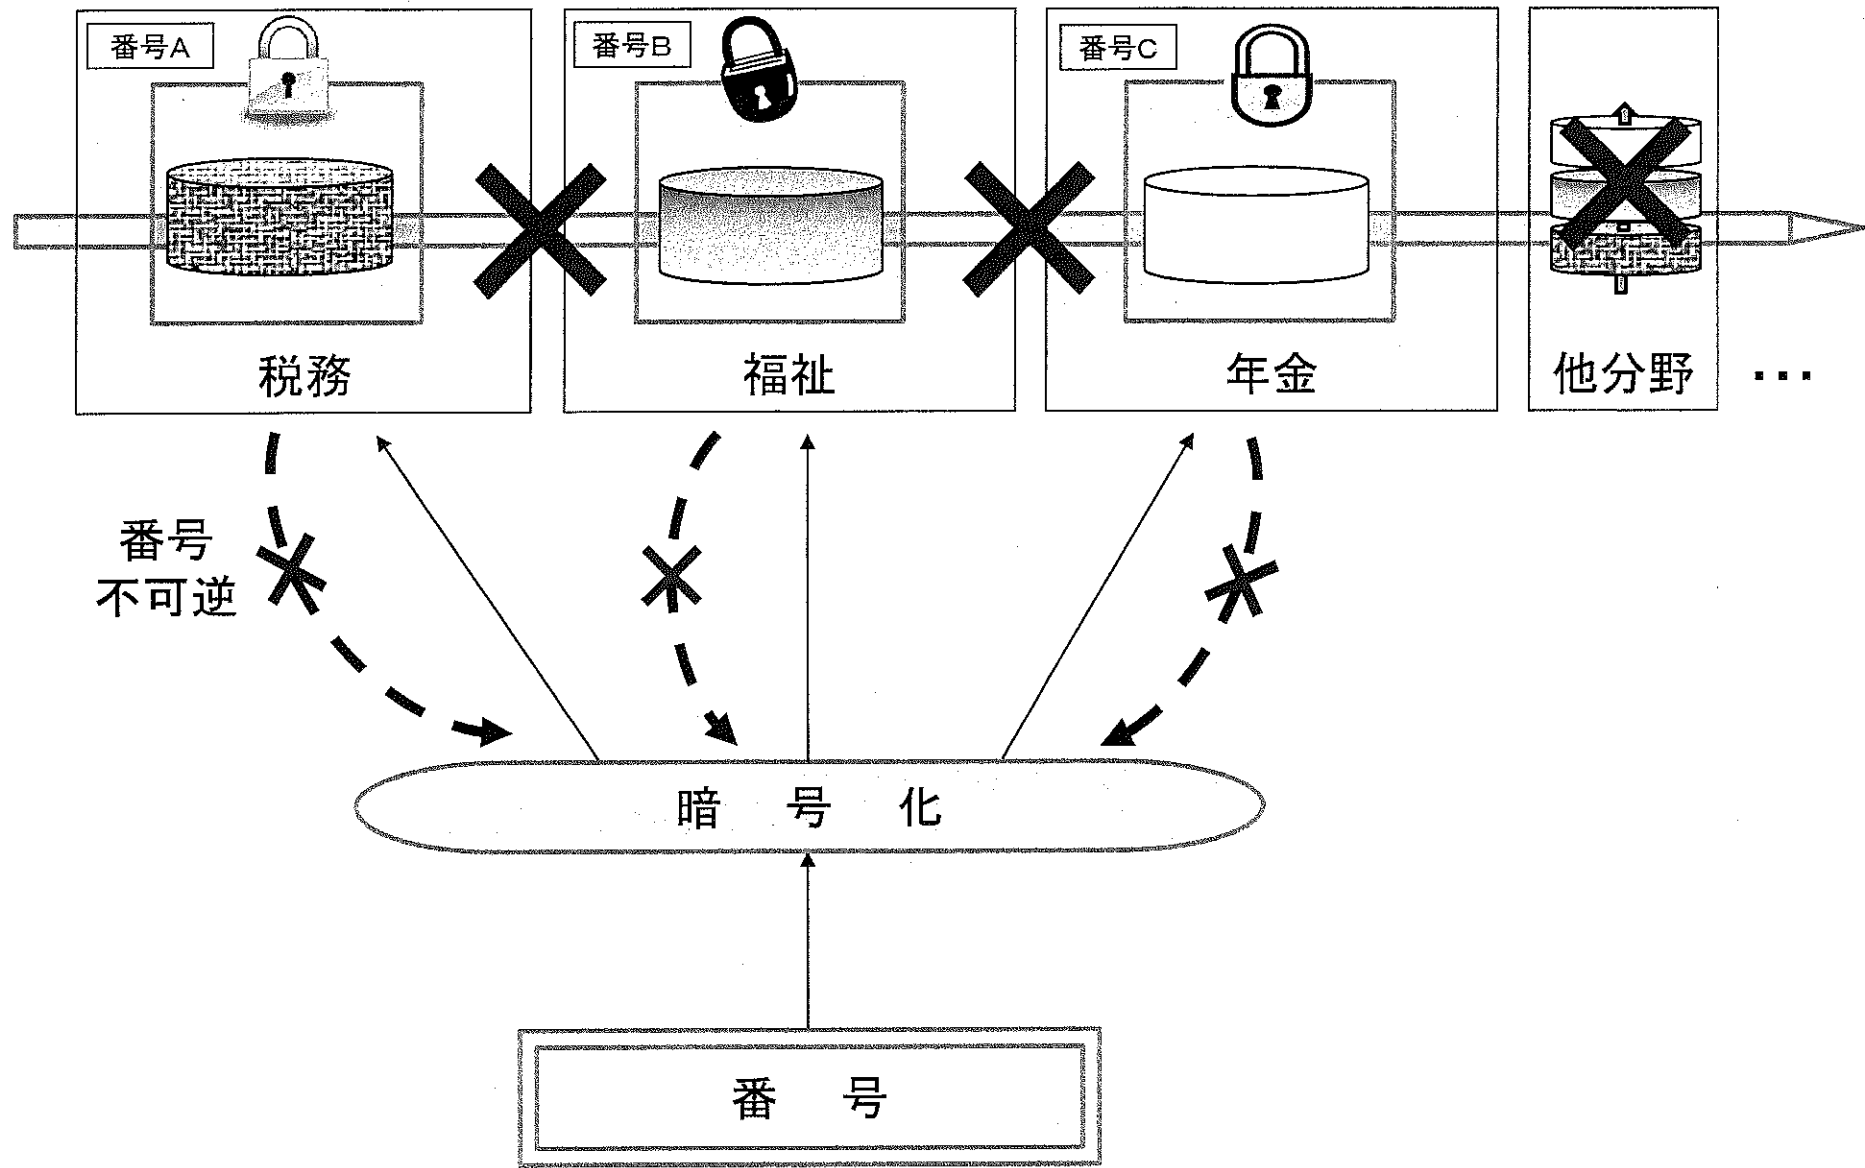 番号A
番号B
番号C
税務
福祉
年金
他分野 ・・・
番号
不可逆
暗 号 化
番 号